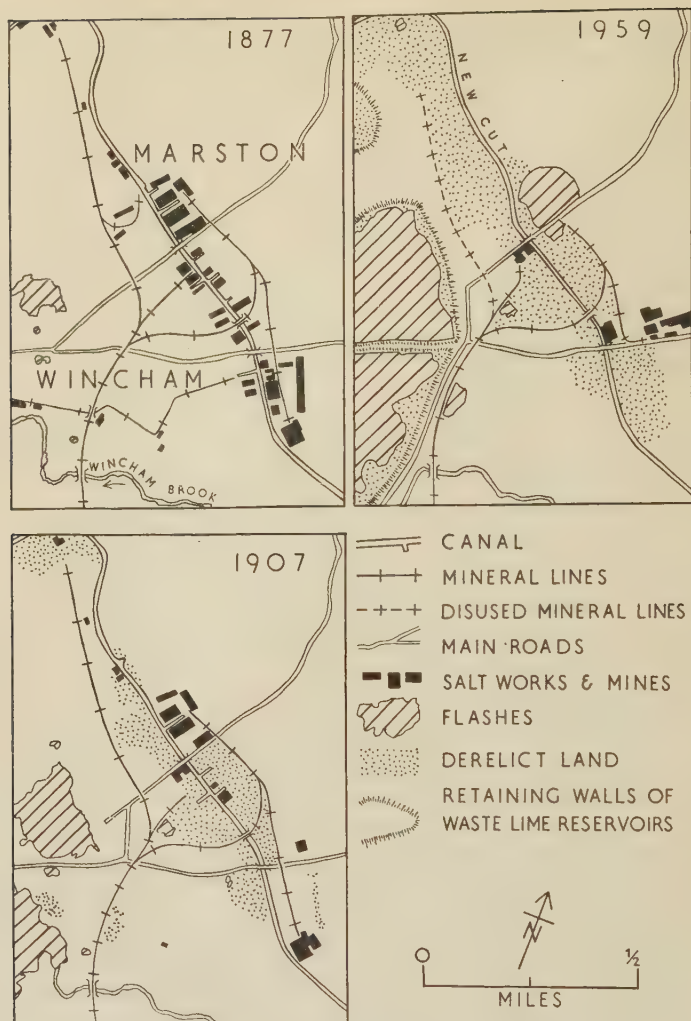 1877
MARSTON
WINCHAM
WINCHAM BROOK
1959
NEW CUT
1907
CANAL
MINERAL LINES
DISUSED MINERAL LINES
MAIN ROADS
SALT WORKS & MINES
FLASHES
DERELICT LAND
RETAINING WALLS OF
WASTE LIME RESERVOIRS
N
0 ½
MILES